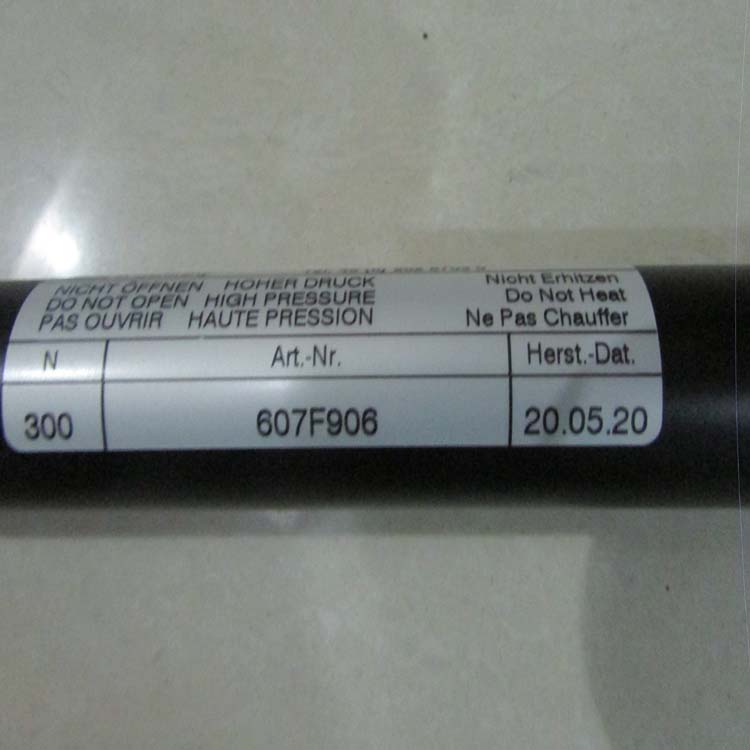 NICHT ÖFFNEN HOHER DRUCK Nicht Erhitzen
DO NOT OPEN HIGH PRESSURE Do Not Heat
PAS OUVRIR HAUTE PRESSION Ne Pas Chauffer
N Art.-Nr. Herst.-Dat.
300 607F906 20.05.20